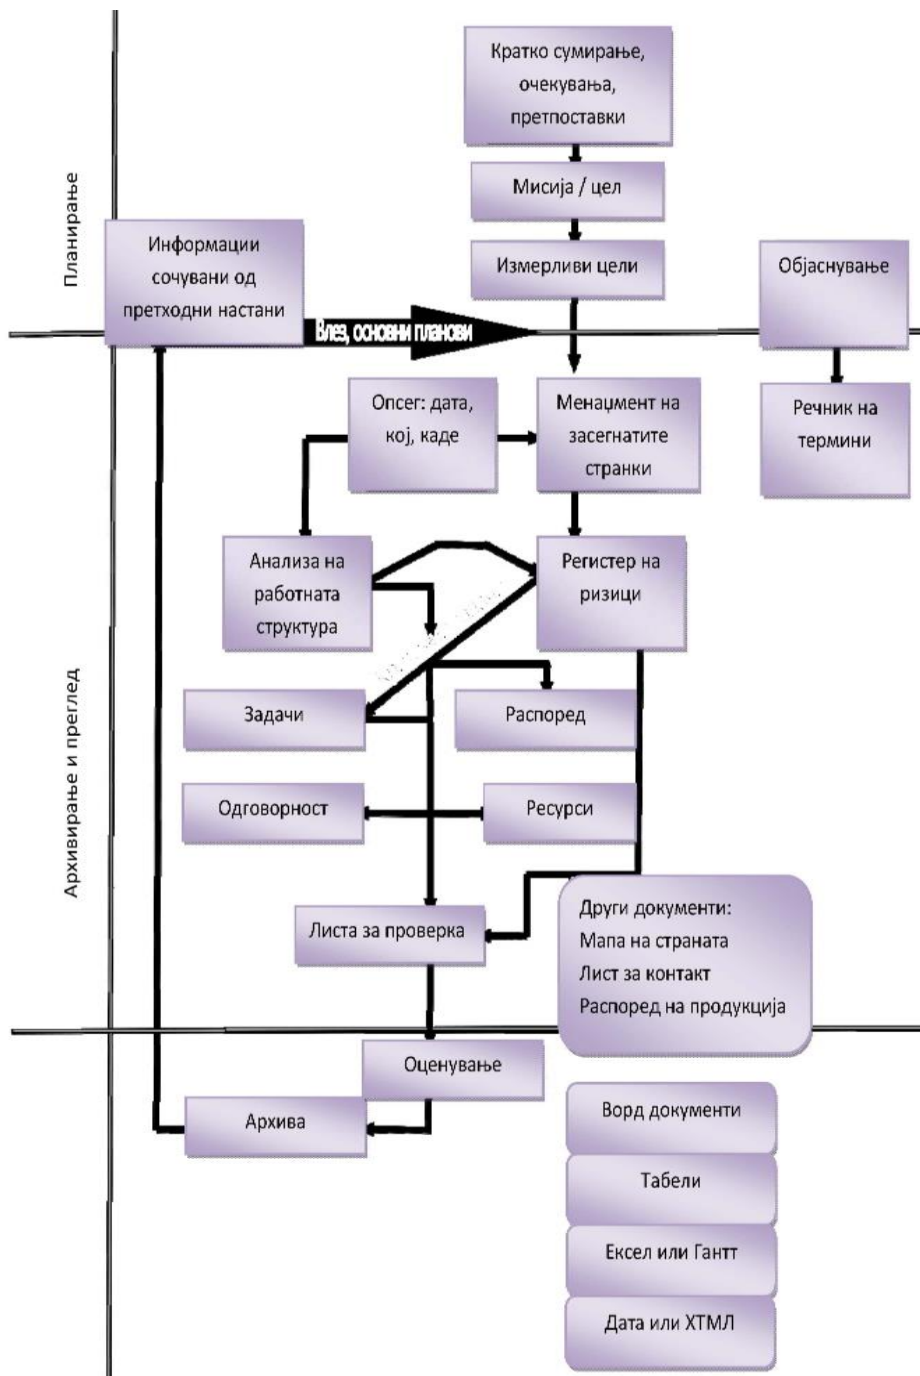 Кратко сумирање,
очекувања,
претпоставки
Мисија / цел
Планирање
Информации
сочувани од
претходни настани
Измерливи цели
Објаснување
Влез, основни планови
Опсег: дата,
кој, каде
Менаџмент на
засегнатите
странки
Речник на
термини
Анализа на
работната
структура
Регистер на
ризици
Архивирање и преглед
Задачи
Распоред
Одговорност
Ресурси
Листа за проверка
Други документи:
Мапа на страната
Лист за контакт
Распоред на продукција
Оценување
Архива
Ворд документи
Табели
Ексел или Гантт
Дата или ХТМЛ